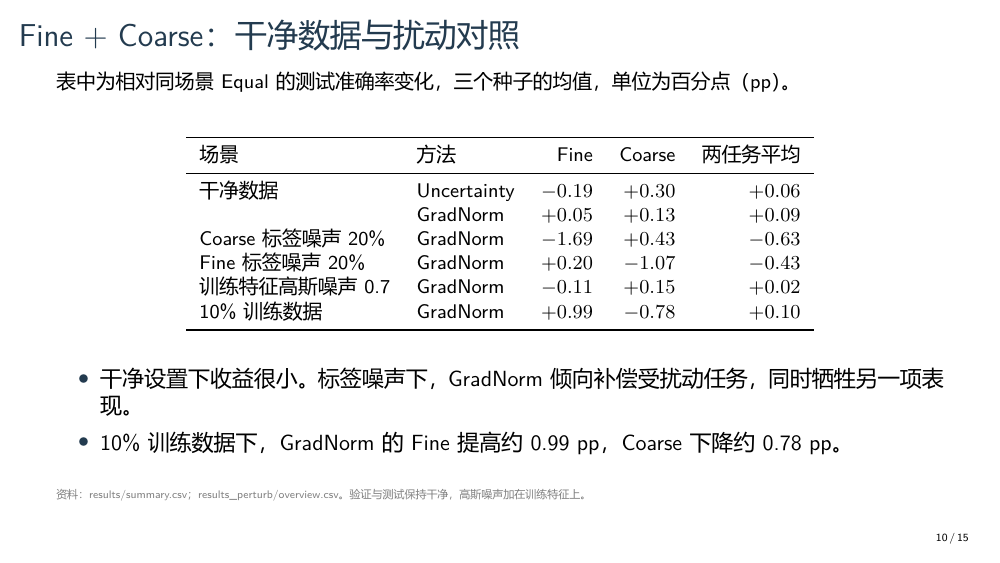 Fine + Coarse：干净数据与扰动对照
表中为相对同场景 Equal 的测试准确率变化，三个种子的均值，单位为百分点（pp）。
场景 方法 Fine Coarse 两任务平均
干净数据 Uncertainty −0.19 +0.30 +0.06
GradNorm +0.05 +0.13 +0.09
Coarse 标签噪声 20% GradNorm −1.69 +0.43 −0.63
Fine 标签噪声 20% GradNorm +0.20 −1.07 −0.43
训练特征高斯噪声 0.7 GradNorm −0.11 +0.15 +0.02
10% 训练数据 GradNorm +0.99 −0.78 +0.10
• 干净设置下收益很小。标签噪声下，GradNorm 倾向补偿受扰动任务，同时牺牲另一项表
现。
• 10% 训练数据下，GradNorm 的 Fine 提高约 0.99 pp，Coarse 下降约 0.78 pp。
资料：results/summary.csv；results_perturb/overview.csv。验证与测试保持干净，高斯噪声加在训练特征上。
10 / 15